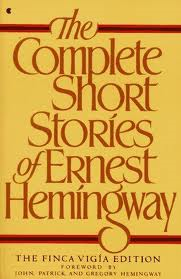 The
Complete
Short
Stories
of Ernest
Hemingway
THE FINCA VIGÍA EDITION
FOREWORD BY
JOHN, PATRICK, AND GREGORY HEMINGWAY